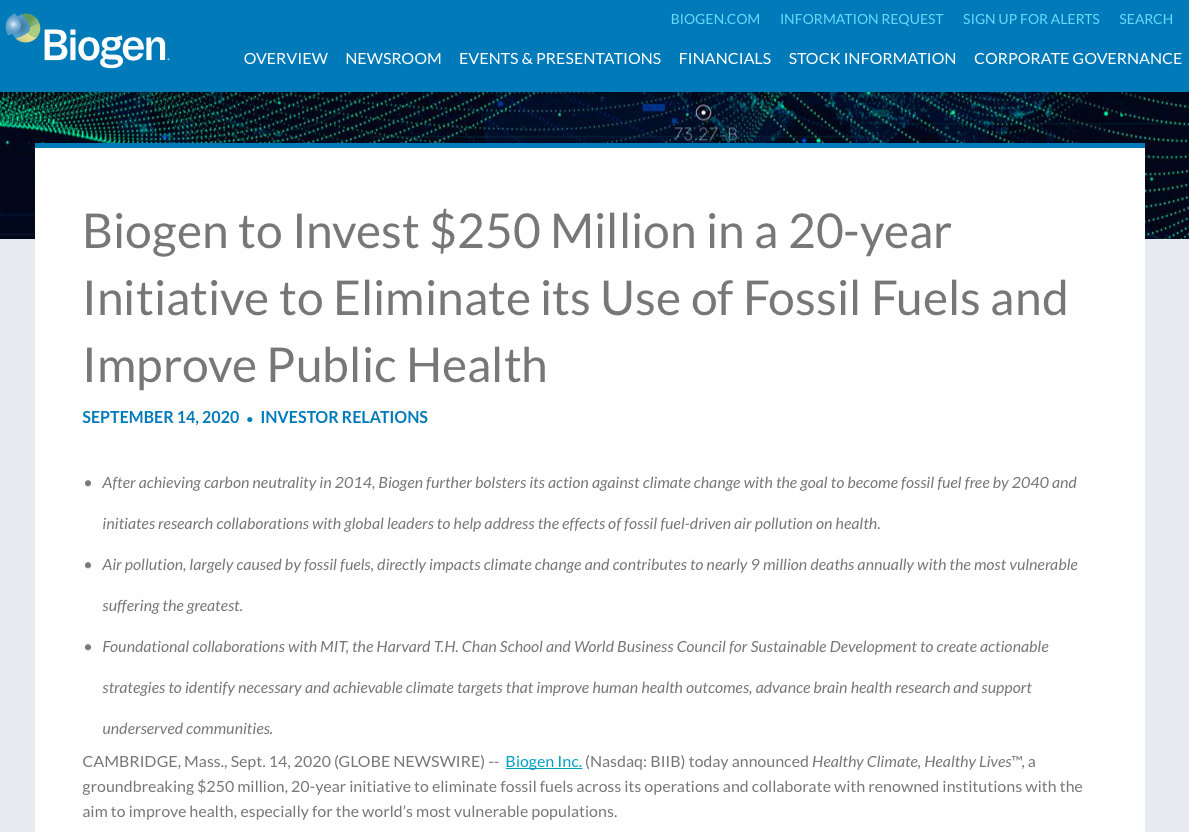 BIOGEN.COM INFORMATION REQUEST SIGN UP FOR ALERTS SEARCH
Biogen.
OVERVIEW NEWSROOM EVENTS & PRESENTATIONS FINANCIALS STOCK INFORMATION CORPORATE GOVERNANCE
73.27-B
Biogen to Invest $250 Million in a 20-year
Initiative to Eliminate its Use of Fossil Fuels and
Improve Public Health
SEPTEMBER 14, 2020 • INVESTOR RELATIONS
• After achieving carbon neutrality in 2014, Biogen further bolsters its action against climate change with the goal to become fossil fuel free by 2040 and
initiates research collaborations with global leaders to help address the effects of fossil fuel-driven air pollution on health.
• Air pollution, largely caused by fossil fuels, directly impacts climate change and contributes to nearly 9 million deaths annually with the most vulnerable
suffering the greatest.
• Foundational collaborations with MIT, the Harvard T.H. Chan School and World Business Council for Sustainable Development to create actionable
strategies to identify necessary and achievable climate targets that improve human health outcomes, advance brain health research and support
underserved communities.
CAMBRIDGE, Mass., Sept. 14, 2020 (GLOBE NEWSWIRE) -- Biogen Inc. (Nasdaq: BIIB) today announced Healthy Climate, Healthy Lives™, a
groundbreaking $250 million, 20-year initiative to eliminate fossil fuels across its operations and collaborate with renowned institutions with the
aim to improve health, especially for the world’s most vulnerable populations.